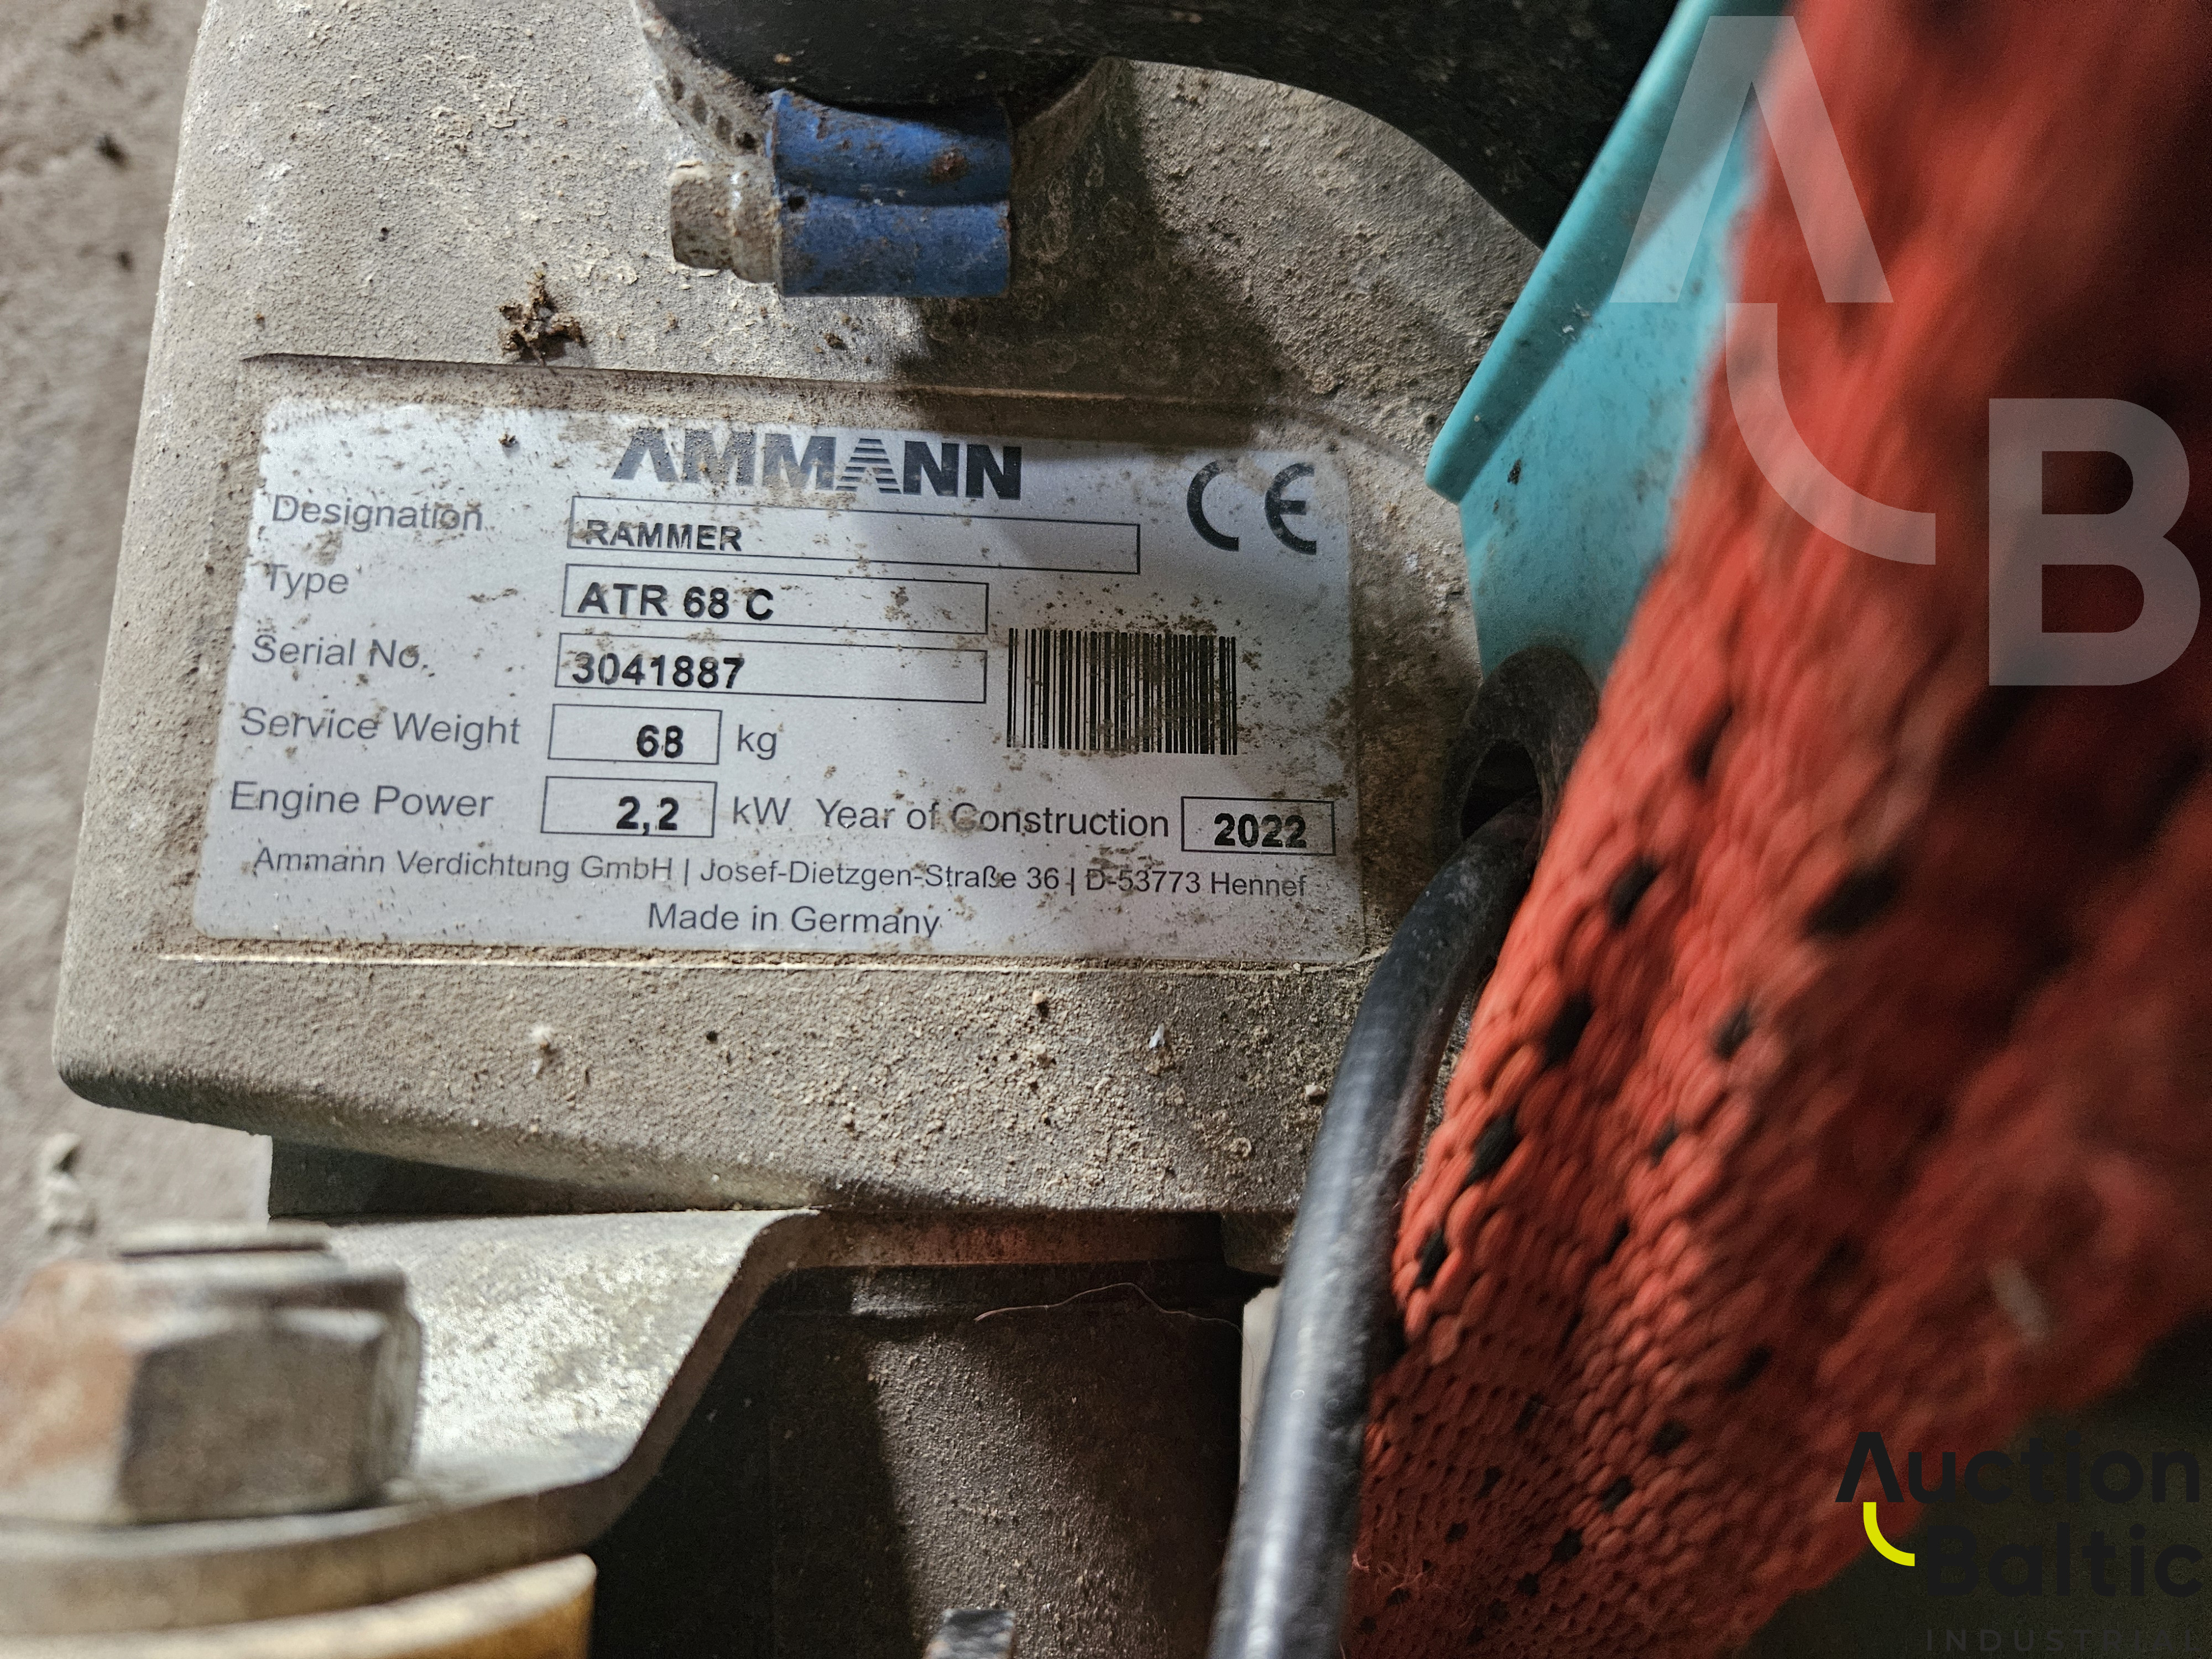 AMMANN
CE
Designation RAMMER
Type ATR 68 C
Serial No. 3041887
Service Weight 68 kg
Engine Power 2,2 kW Year of Construction 2022
Ammann Verdichtung GmbH | Josef-Dietzgen-Straße 36 | D-53773 Hennef
Made in Germany
A
B
Auction
Baltic
INDUSTRIAL